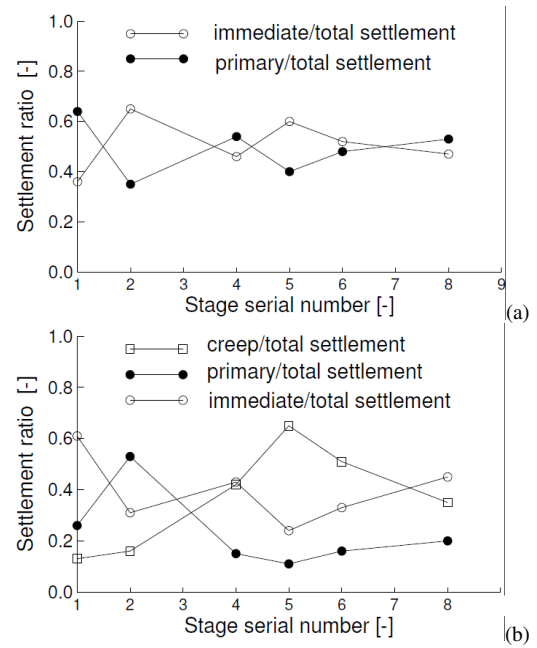 1.0
immediate/total settlement
0.8
primary/total settlement
0.6
0.4
0.2
0.0
Settlement ratio [-]
1 2 3 4 5 6 7 8 9
Stage serial number [-]
(a)
1.0
creep/total settlement
0.8
primary/total settlement
immediate/total settlement
0.6
0.4
0.2
0.0
Settlement ratio [-]
1 2 3 4 5 6 7 8
Stage serial number [-]
(b)